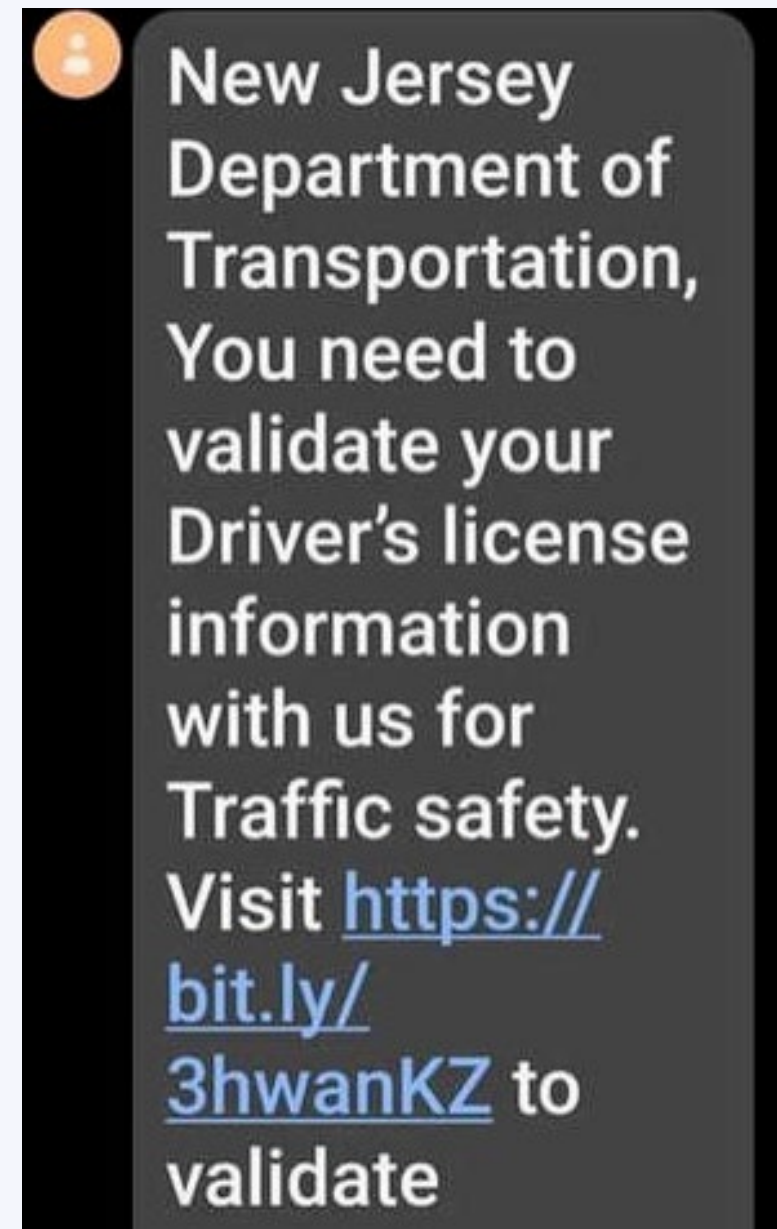 New Jersey
Department of
Transportation,
You need to
validate your
Driver’s license
information
with us for
Traffic safety.
Visit https://
bit.ly/
3hwanKZ to
validate